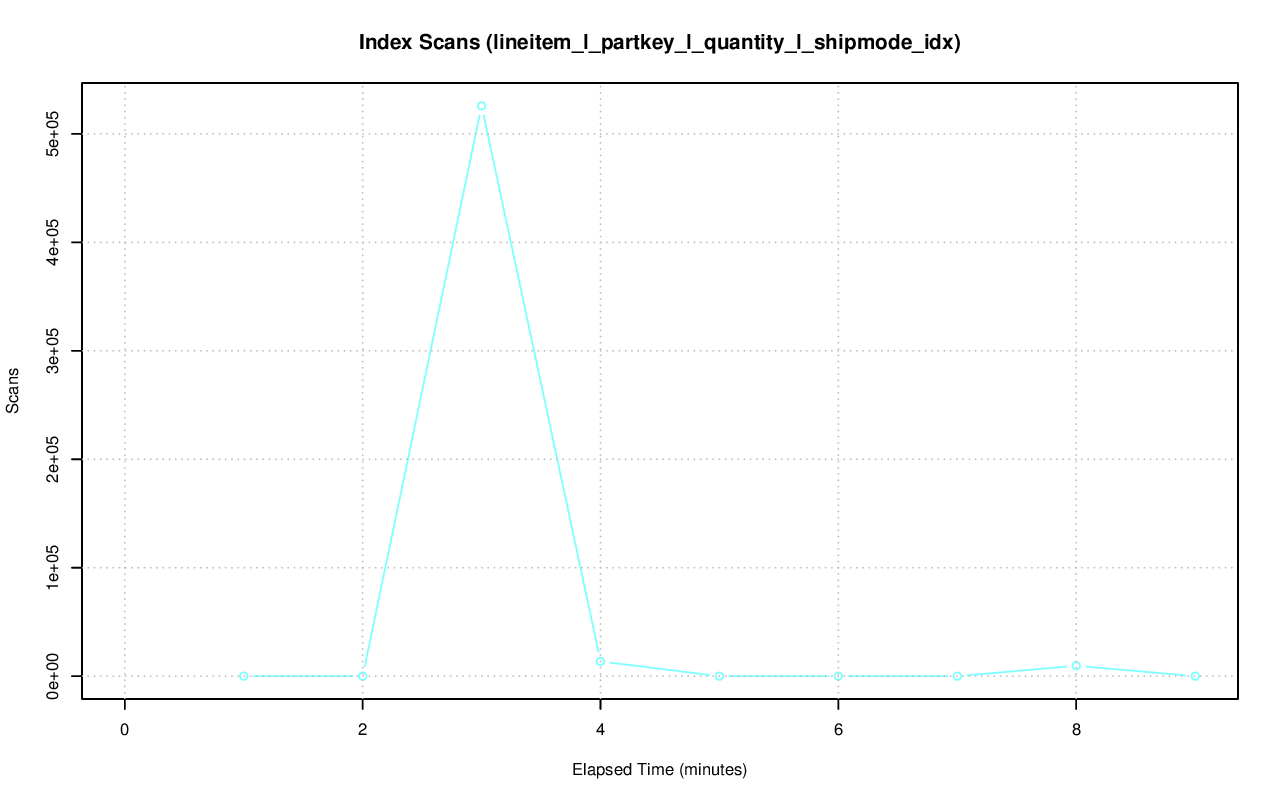 Index Scans (lineitem_l_partkey_l_quantity_l_shipmode_idx)
5e+05
4e+05
3e+05
2e+05
1e+05
0e+00
Scans
0 2 4 6 8
Elapsed Time (minutes)